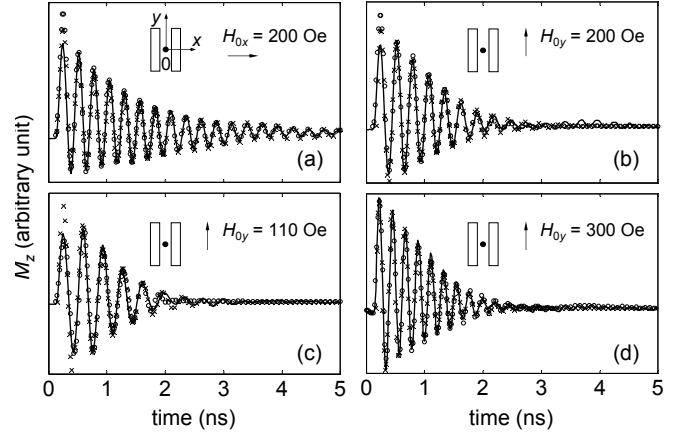 y
x
0
H0x = 200 Oe
(a)
H0y = 200 Oe
(b)
Mz (arbitrary unit)
H0y = 110 Oe
(c)
H0y = 300 Oe
(d)
0 1 2 3 4 5
0 1 2 3 4 5
time (ns)
time (ns)